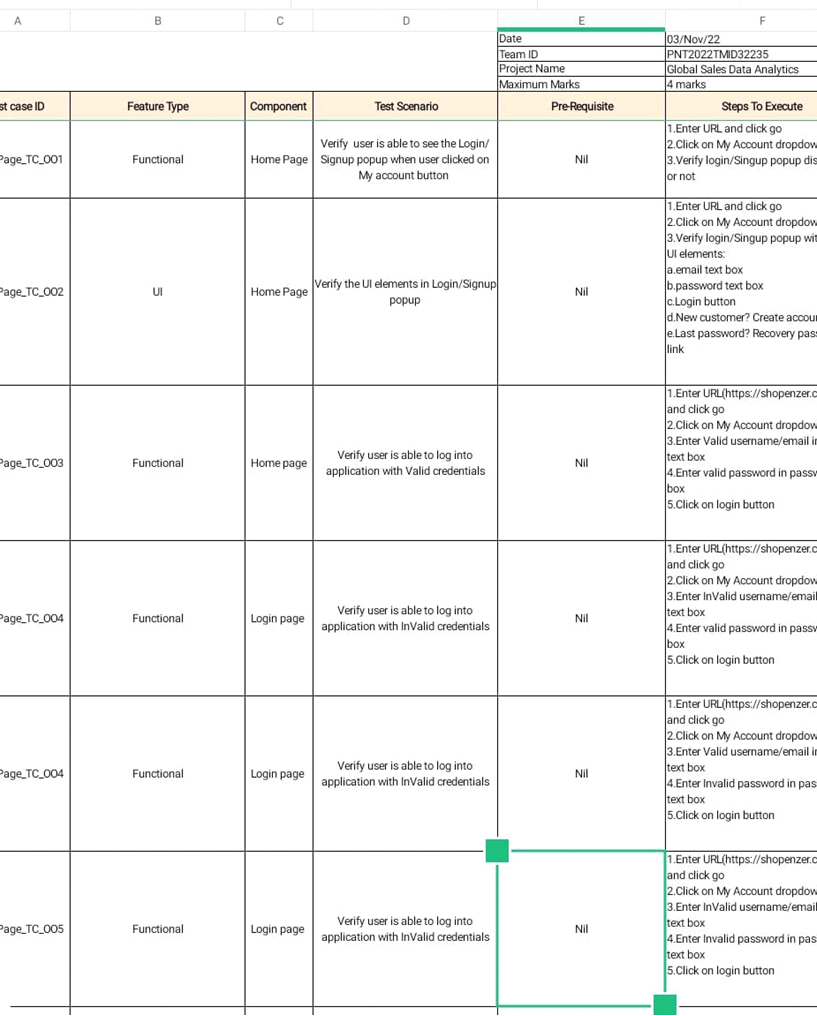 A B C D E F
Date 03/Nov/22
Team ID PNT2022TMID32235
Project Name Global Sales Data Analytics
Maximum Marks 4 marks
st case ID Feature Type Component Test Scenario Pre-Requisite Steps To Execute
Page_TC_OO1 Functional Home Page
Verify user is able to see the Login/
Signup popup when user clicked on
My account button
Nil
1.Enter URL and click go
2.Click on My Account dropdow
3.Verify login/Singup popup dis
or not
Page_TC_OO2 UI Home Page
Verify the UI elements in Login/Signup
popup
Nil
1.Enter URL and click go
2.Click on My Account dropdow
3.Verify login/Singup popup wit
UI elements:
a.email text box
b.password text box
c.Login button
d.New customer? Create accou
e.Last password? Recovery pas
link
Page_TC_OO3 Functional Home page
Verify user is able to log into
application with Valid credentials
Nil
1.Enter URL(https://shopenzer.c
and click go
2.Click on My Account dropdow
3.Enter Valid username/email i
text box
4.Enter valid password in passw
box
5.Click on login button
Page_TC_OO4 Functional Login page
Verify user is able to log into
application with InValid credentials
Nil
1.Enter URL(https://shopenzer.c
and click go
2.Click on My Account dropdow
3.Enter InValid username/email
text box
4.Enter valid password in passw
box
5.Click on login button
Page_TC_OO4 Functional Login page
Verify user is able to log into
application with InValid credentials
Nil
1.Enter URL(https://shopenzer.c
and click go
2.Click on My Account dropdow
3.Enter Valid username/email i
text box
4.Enter Invalid password in pas
text box
5.Click on login button
Page_TC_OO5 Functional Login page
Verify user is able to log into
application with InValid credentials
Nil
1.Enter URL(https://shopenzer.c
and click go
2.Click on My Account dropdow
3.Enter InValid username/email
text box
4.Enter Invalid password in pas
text box
5.Click on login button